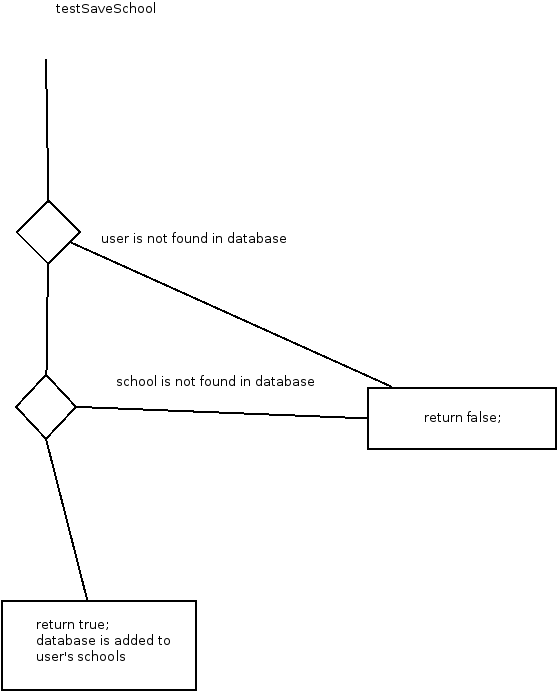 testSaveSchool
user is not found in database
school is not found in database
return false;
return true;
database is added to
user's schools